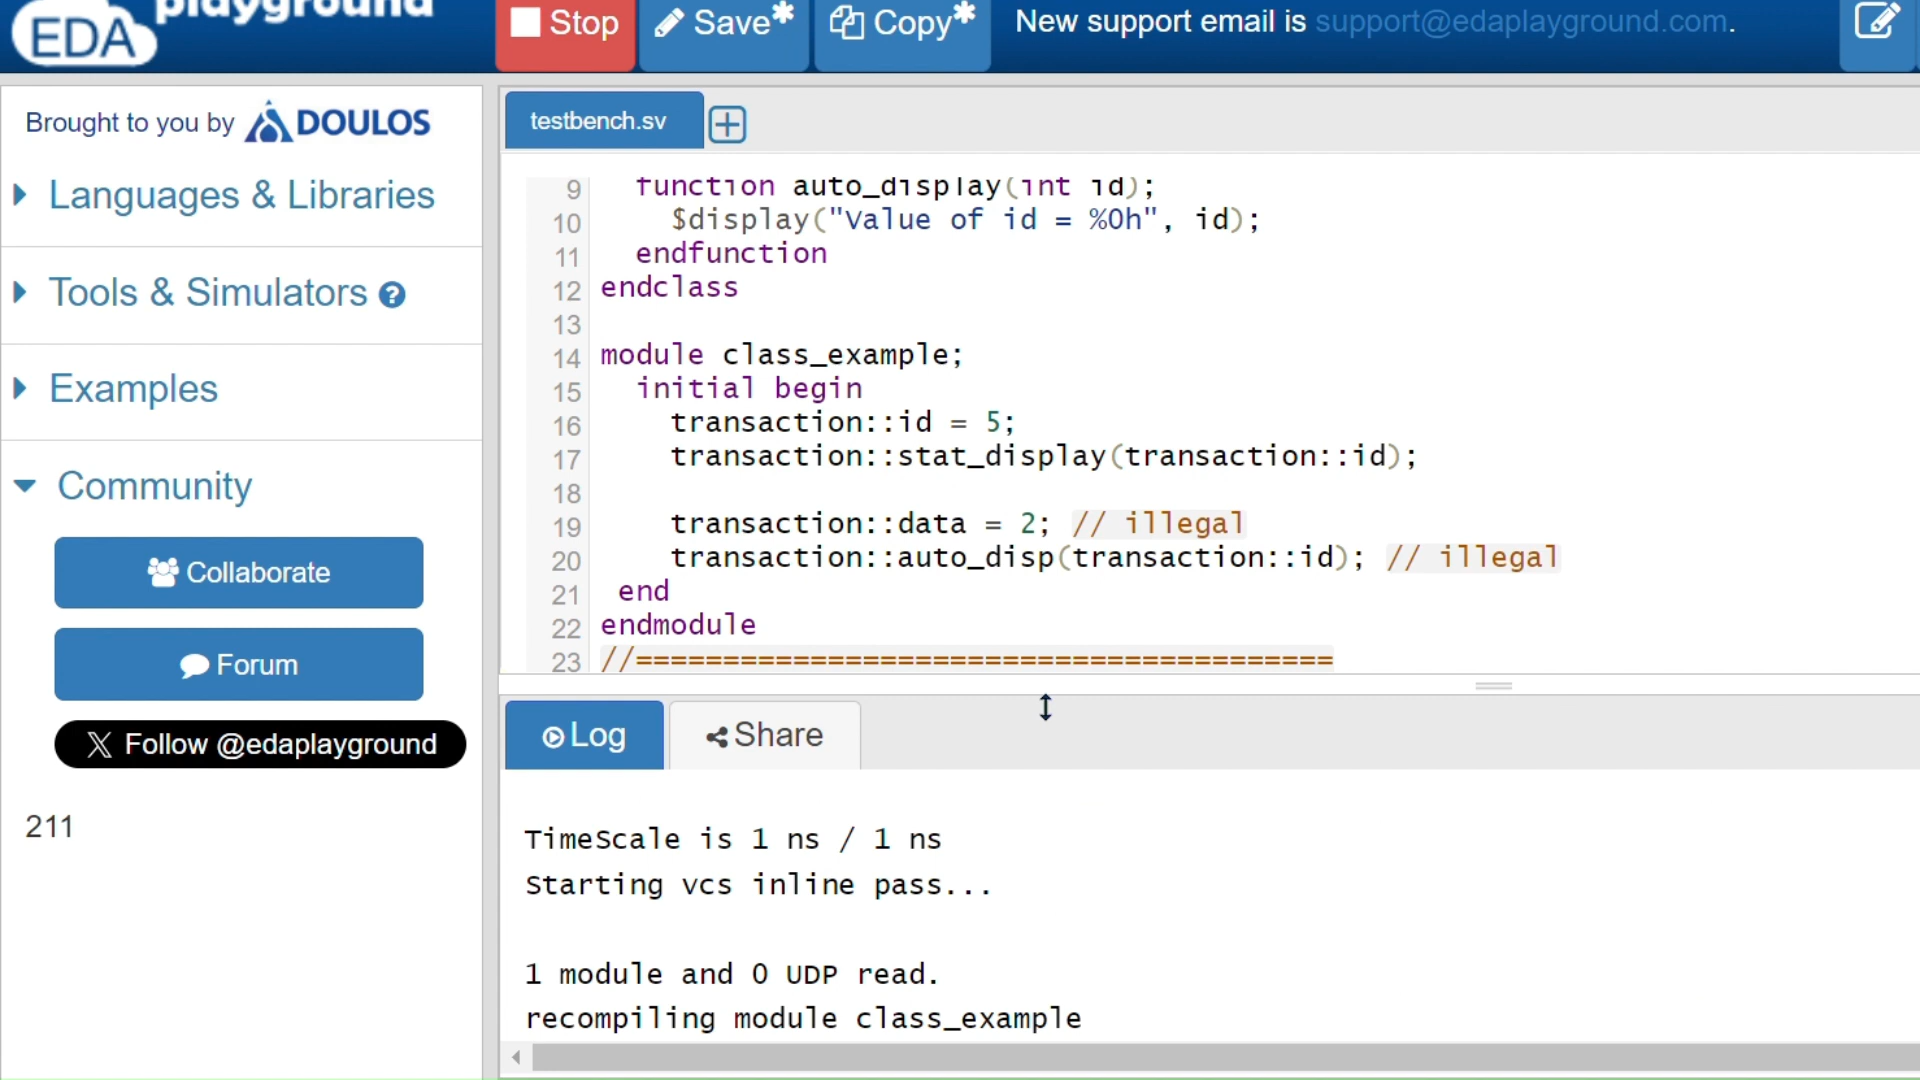 EDA
playground
Stop
Save*
Copy*
New support email is support@edaplayground.com.
Brought to you by DOULOS
Languages & Libraries
Tools & Simulators ?
Examples
Community
Collaborate
Forum
X Follow @edaplayground
211
testbench.sv
9 function auto_display(int id);
10 $display("Value of id = %0h", id);
11 endfunction
12 endclass
13
14 module class_example;
15 initial begin
16 transaction::id = 5;
17 transaction::stat_display(transaction::id);
18
19 transaction::data = 2; // illegal
20 transaction::auto_disp(transaction::id); // illegal
21 end
22 endmodule
23 //========================================
Log
Share
TimeScale is 1 ns / 1 ns
Starting vcs inline pass...
1 module and 0 UDP read.
recompiling module class_example